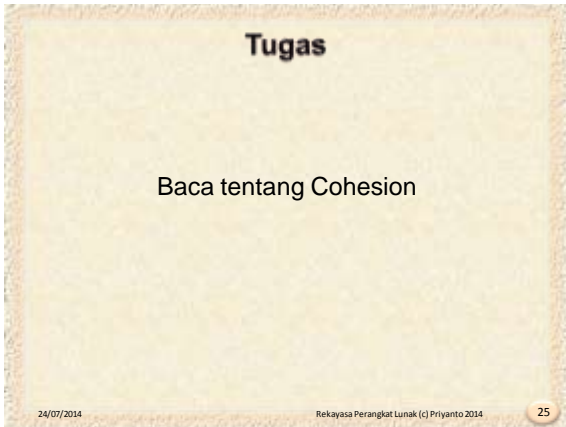 Tugas
Baca tentang Cohesion
24/07/2014 Rekayasa Perangkat Lunak (c) Priyanto 2014 25